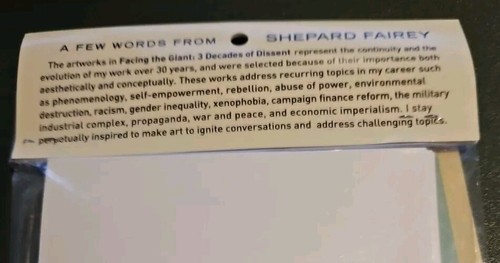 A FEW WORDS FROM SHEPARD FAIREY
The artworks in Facing the Giant: 3 Decades of Dissent represent the continuity and the
evolution of my work over 30 years, and were selected because of their importance both
aesthetically and conceptually. These works address recurring topics in my career such
as phenomenology, self-empowerment, rebellion, abuse of power, environmental
destruction, racism, gender inequality, xenophobia, campaign finance reform, the military
industrial complex, propaganda, war and peace, and economic imperialism. I stay
perpetually inspired to make art to ignite conversations and address challenging topics.